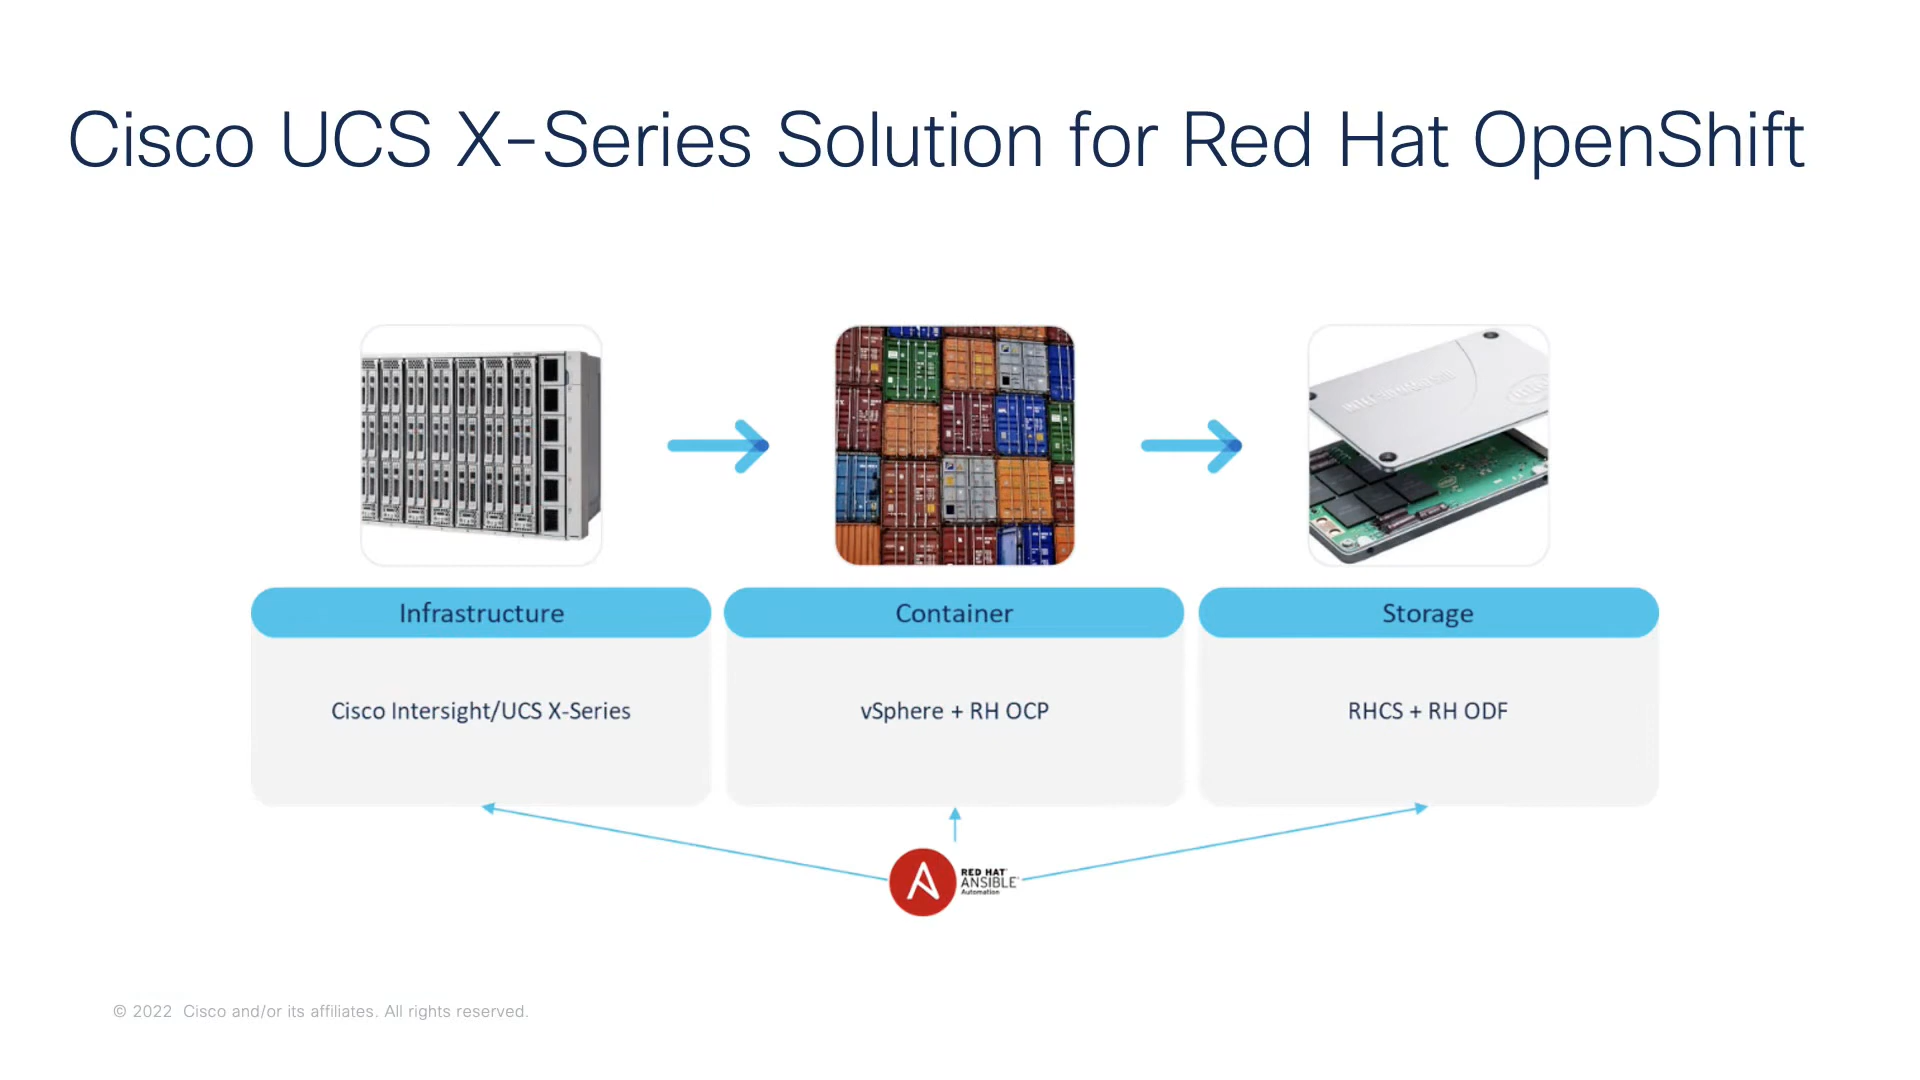 Cisco UCS X-Series Solution for Red Hat OpenShift
Infrastructure
Container
Storage
Cisco Intersight/UCS X-Series
vSphere + RH OCP
RHCS + RH ODF
RED HAT
ANSIBLE
Automation
© 2022 Cisco and/or its affiliates. All rights reserved.